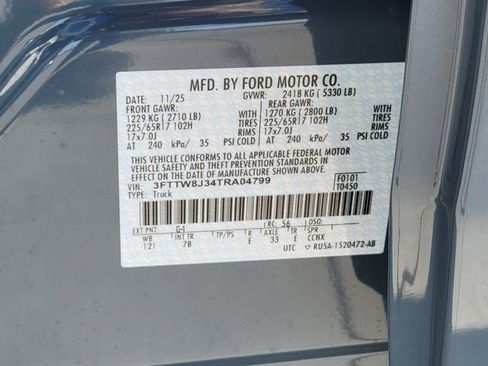 MFD. BY FORD MOTOR CO.
DATE: 11/25 GVWR: 2418 KG ( 5330 LB)
FRONT GAWR: REAR GAWR:
1229 KG ( 2710 LB) WITH 1270 KG ( 2800 LB) WITH
225/65R17 102H TIRES 225/65R17 102H TIRES
17x7.0J RIMS 17x7.0J RIMS
AT 240 kPa/ 35 PSI COLD AT 240 kPa/ 35 PSI COLD
THIS VEHICLE CONFORMS TO ALL APPLICABLE FEDERAL MOTOR
VEHICLE SAFETY AND BUMPER STANDARDS AND THEFT PREVENTION STANDARDS
IN EFFECT ON THE DATE OF MANUFACTURE SHOWN ABOVE.
VIN: 3FTTW8J34TRA04799 F0101
TYPE: Truck T0450
EXT PNT: G4 RC: 56 DSO:
WB INT TR TP/PS R AXLE TR SPR
121 7B E 33 E CCNX
UTC RU5A-1520472-AB